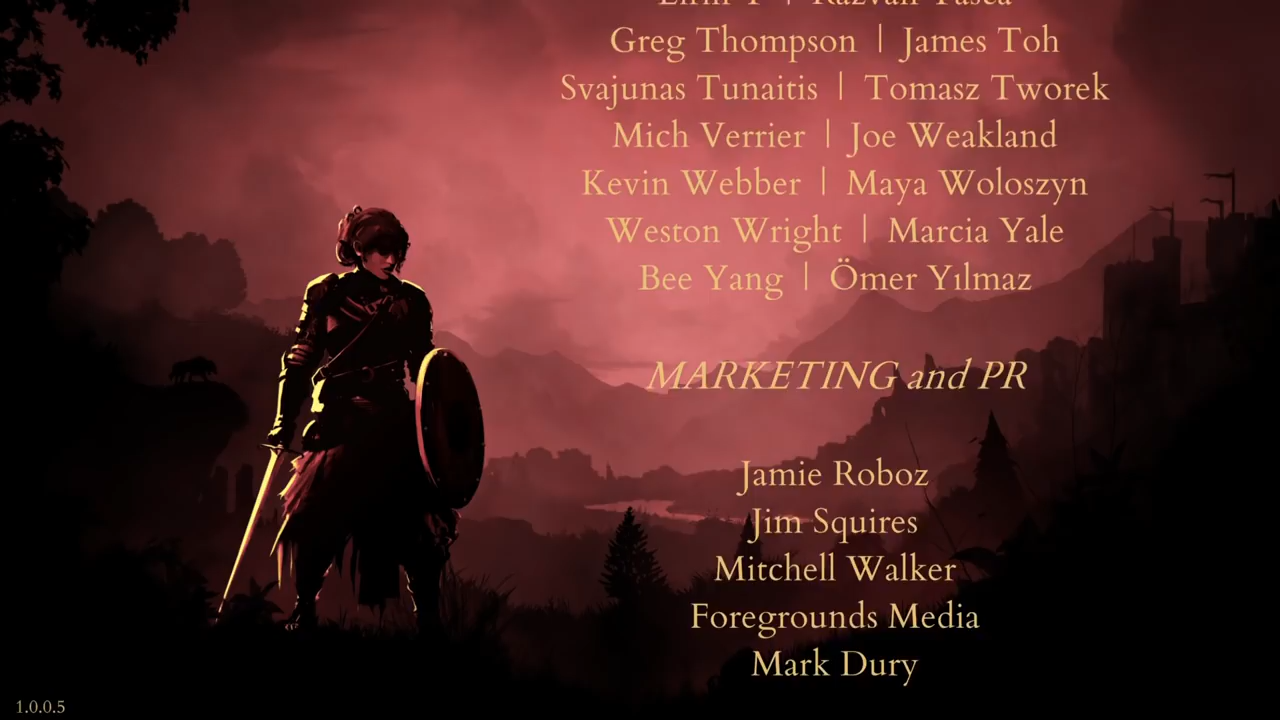 Greg Thompson | James Toh
Svajunas Tunaitis | Tomasz Tworek
Mich Verrier | Joe Weakland
Kevin Webber | Maya Woloszyn
Weston Wright | Marcia Yale
Bee Yang | Ömer Yılmaz
MARKETING and PR
Jamie Roboz
Jim Squires
Mitchell Walker
Foregrounds Media
Mark Dury
1.0.0.5